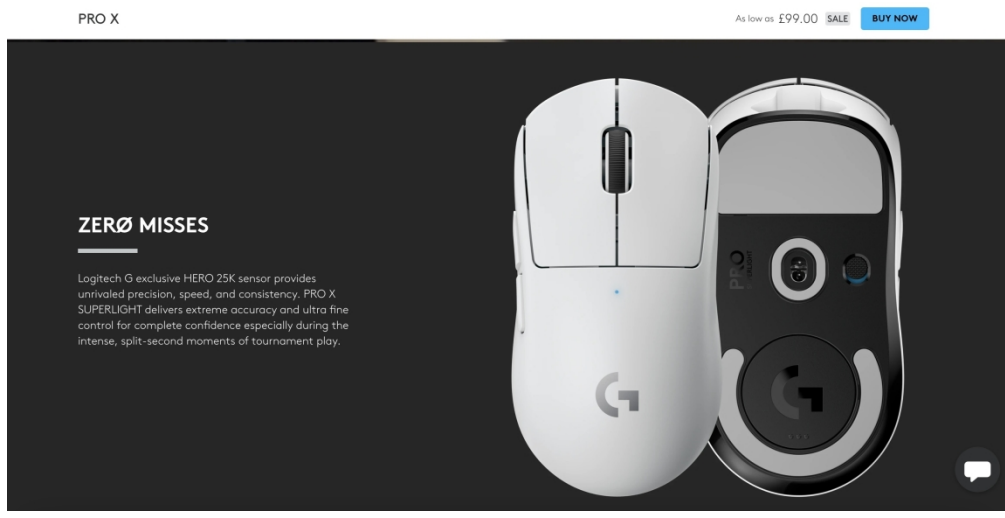 PRO X
As low as £99.00 SALE BUY NOW
ZERØ MISSES
Logitech G exclusive HERO 25K sensor provides
unrivaled precision, speed, and consistency. PRO X
SUPERLIGHT delivers extreme accuracy and ultra fine
control for complete confidence especially during the
intense, split-second moments of tournament play.
G
PRO
SUPERLIGHT
G